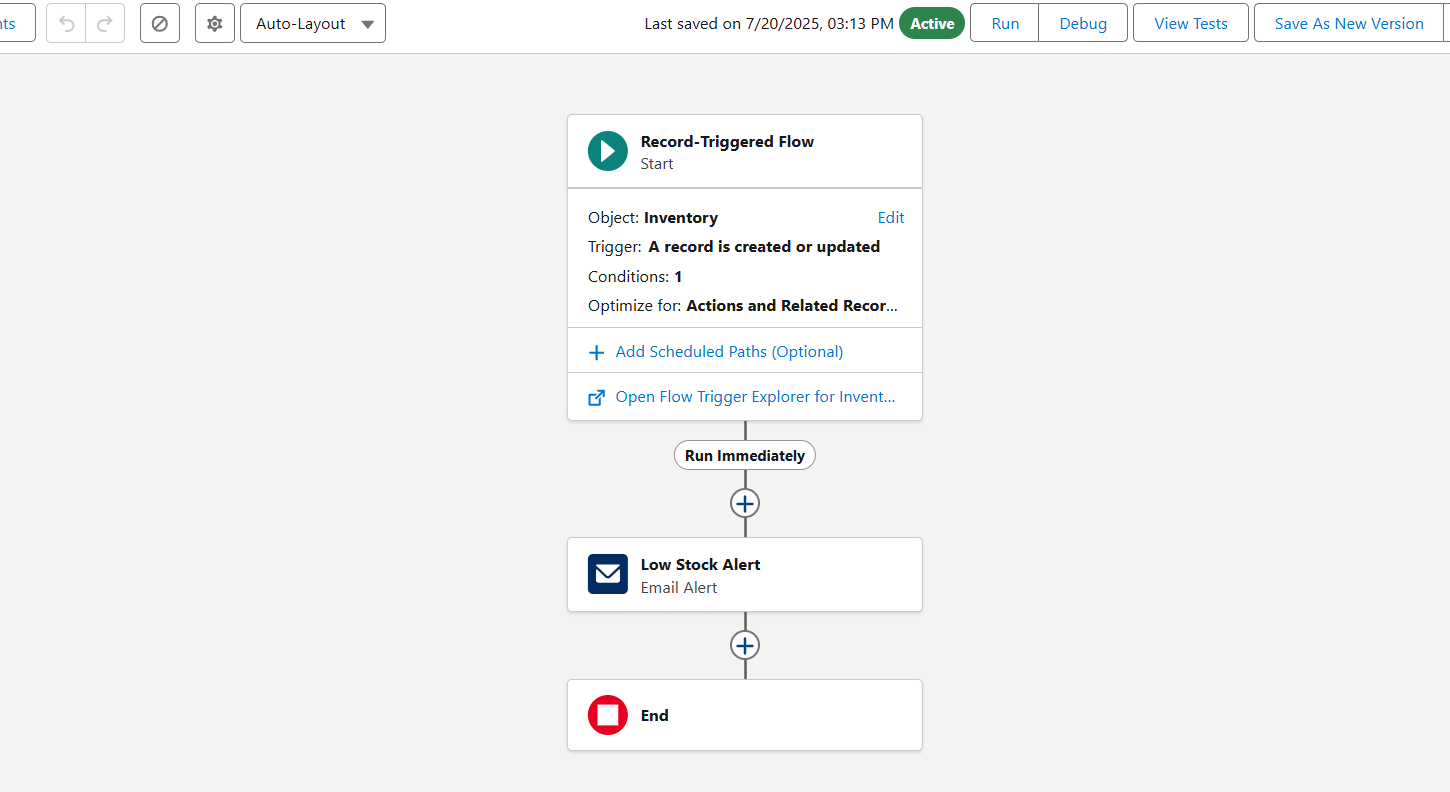 nts
Auto-Layout
Last saved on 7/20/2025, 03:13 PM
Active
Run
Debug
View Tests
Save As New Version
Record-Triggered Flow
Start
Object: Inventory
Edit
Trigger: A record is created or updated
Conditions: 1
Optimize for: Actions and Related Recor...
Add Scheduled Paths (Optional)
Open Flow Trigger Explorer for Invent...
Run Immediately
Low Stock Alert
Email Alert
End